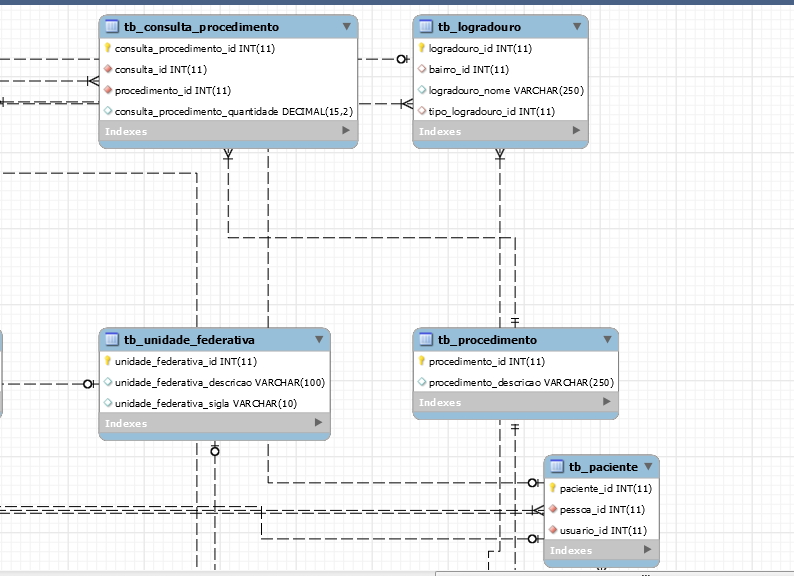 tb_consulta_procedimento
consulta_procedimento_id INT(11)
consulta_id INT(11)
procedimento_id INT(11)
consulta_procedimento_quantidade DECIMAL(15,2)
Indexes
tb_logradouro
logradouro_id INT(11)
bairro_id INT(11)
logradouro_nome VARCHAR(250)
tipo_logradouro_id INT(11)
Indexes
tb_unidade_federativa
unidade_federativa_id INT(11)
unidade_federativa_descricao VARCHAR(100)
unidade_federativa_sigla VARCHAR(10)
Indexes
tb_procedimento
procedimento_id INT(11)
procedimento_descricao VARCHAR(250)
Indexes
tb_paciente
paciente_id INT(11)
pessoa_id INT(11)
usuario_id INT(11)
Indexes